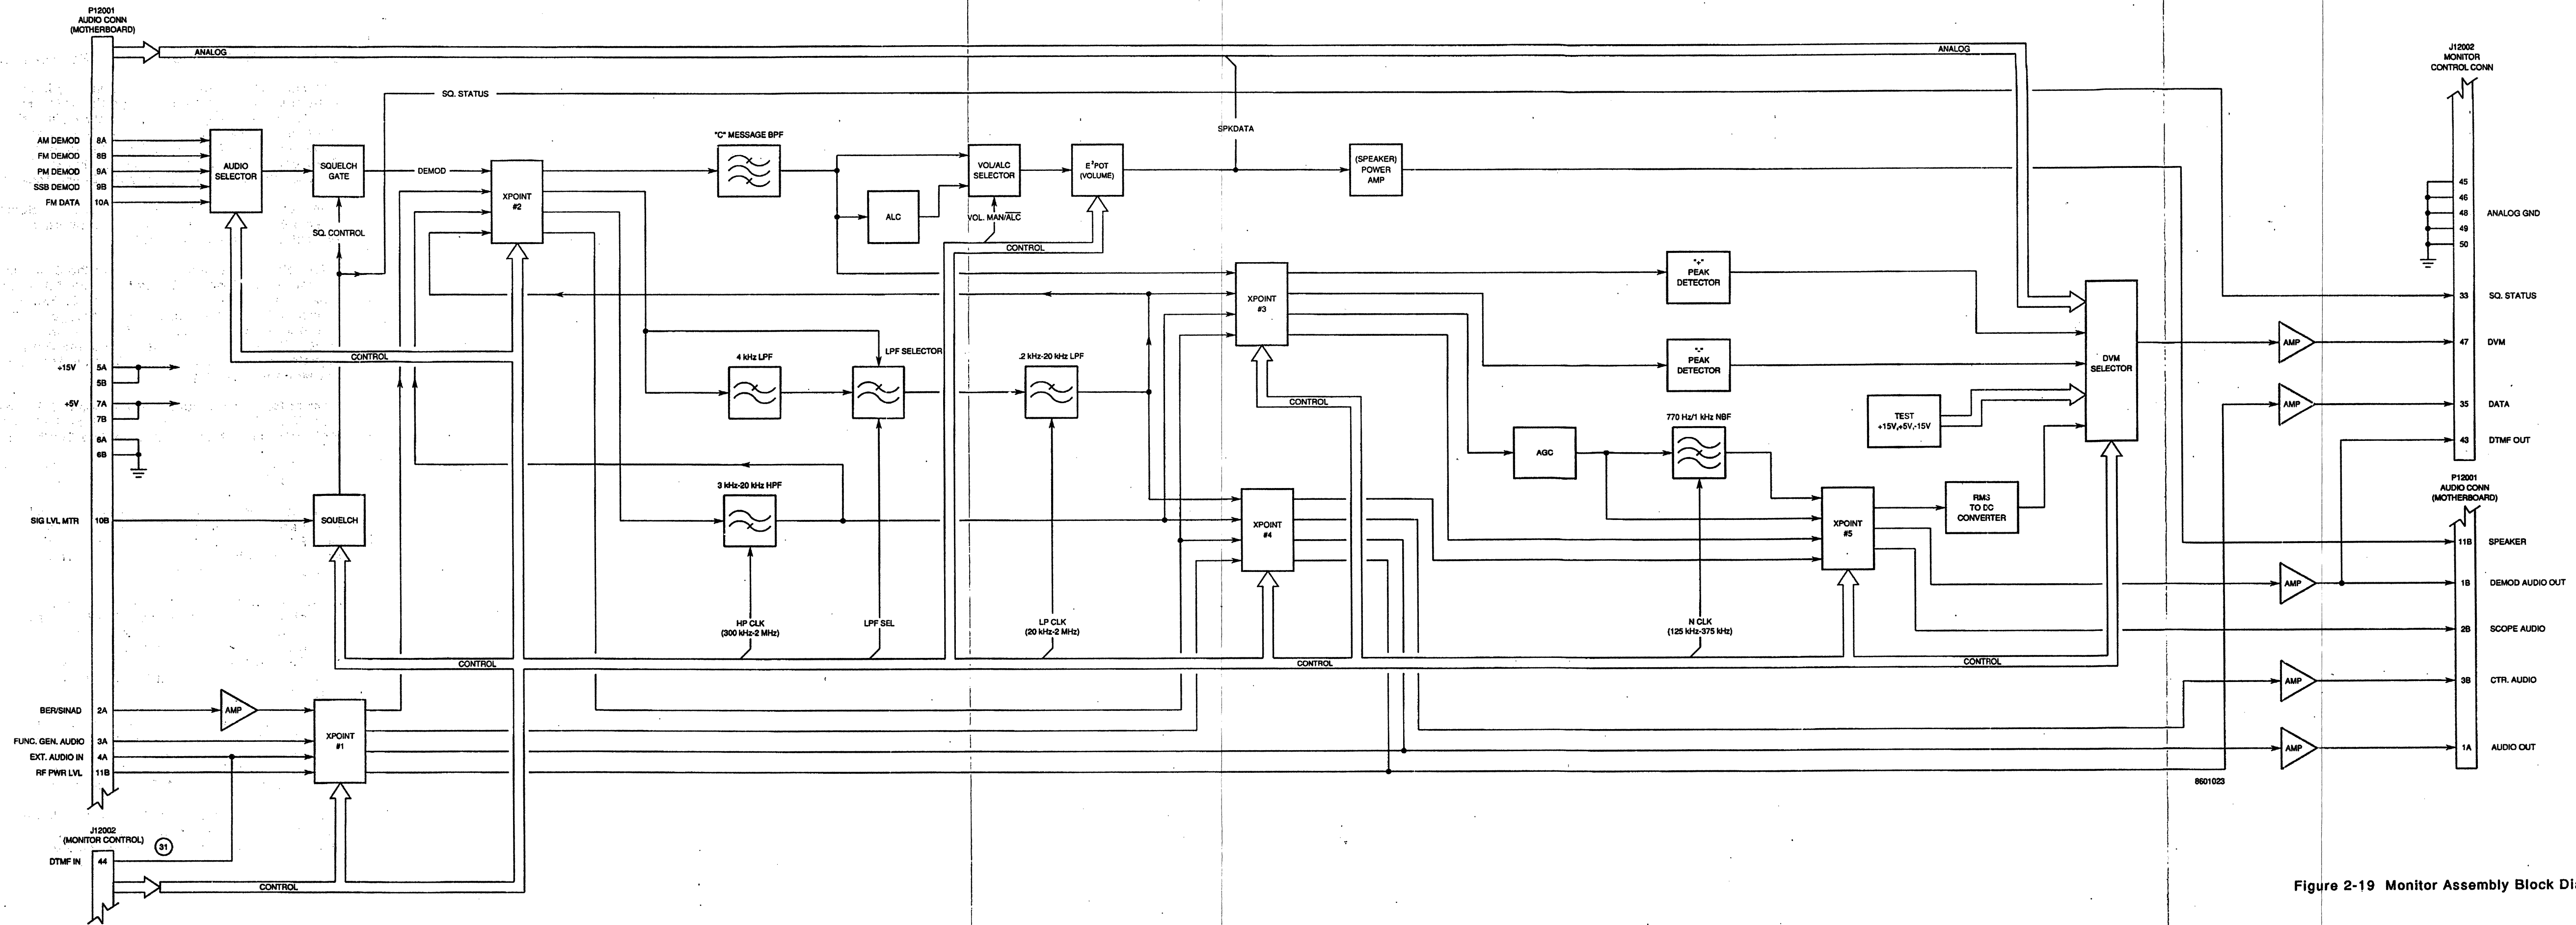 P12001
AUDIO CONN
(MOTHERBOARD)
ANALOG
ANALOG
J12002
MONITOR
CONTROL CONN
SQ. STATUS
SPKDATA
AM DEMOD 8A
FM DEMOD 8B
PM DEMOD 9A
SSB DEMOD 9B
FM DATA 10A
AUDIO
SELECTOR
SQUELCH
GATE
DEMOD
XPOINT
#2
"C" MESSAGE BPF
ALC
VOL/ALC
SELECTOR
VOL. MAN/ALC
E²POT
(VOLUME)
(SPEAKER)
POWER
AMP
45
46
48 ANALOG GND
49
50
SQ. CONTROL
CONTROL
XPOINT
#3
"+"
PEAK
DETECTOR
"-"
PEAK
DETECTOR
DVM
SELECTOR
33 SQ. STATUS
AMP
47 DVM
AMP
35 DATA
43 DTMF OUT
CONTROL
+15V 5A
5B
+5V 7A
7B
6A
6B
4 kHz LPF
LPF SELECTOR
.2 kHz-20 kHz LPF
CONTROL
TEST
+15V,+5V,-15V
AGC
770 Hz/1 kHz NBF
3 kHz-20 kHz HPF
XPOINT
#4
XPOINT
#5
RMS
TO DC
CONVERTER
P12001
AUDIO CONN
(MOTHERBOARD)
SIG LVL MTR 10B
SQUELCH
11B SPEAKER
AMP
1B DEMOD AUDIO OUT
2B SCOPE AUDIO
HP CLK
(300 kHz-2 MHz)
LPF SEL
LP CLK
(20 kHz-2 MHz)
N CLK
(125 kHz-375 kHz)
CONTROL
CONTROL
CONTROL
AMP
3B CTR. AUDIO
AMP
1A AUDIO OUT
BER/SINAD 2A
AMP
FUNC. GEN. AUDIO 3A
EXT. AUDIO IN 4A
RF PWR LVL 11B
XPOINT
#1
8601023
J12002
(MONITOR CONTROL)
31
DTMF IN 44
CONTROL
Figure 2-19 Monitor Assembly Block Di